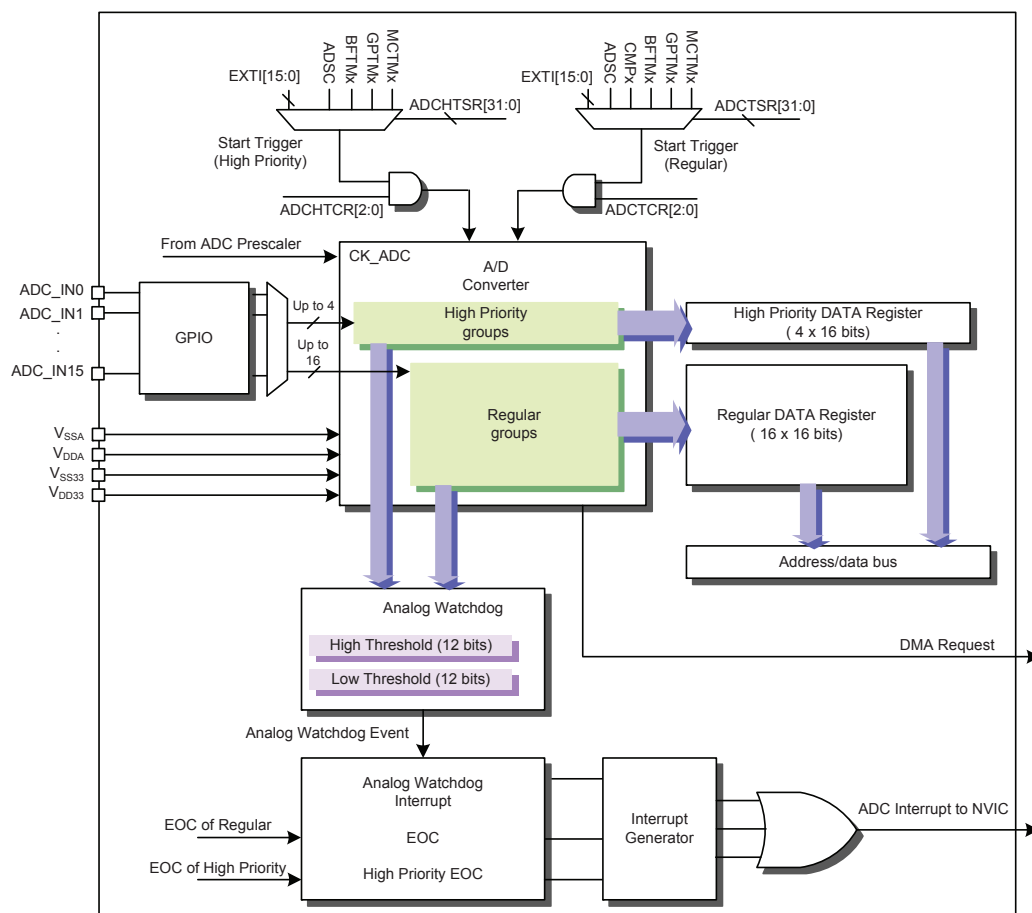 EXTI[15:0]
ADSC
BFTMx
GPTMx
MCTMx
ADCHTSR[31:0]
EXTI[15:0]
ADSC
CMPx
BFTMx
GPTMx
MCTMx
ADCTSR[31:0]
Start Trigger
(High Priority)
Start Trigger
(Regular)
ADCHTCR[2:0]
ADCTCR[2:0]
From ADC Prescaler
CK_ADC
A/D
Converter
ADC_IN0
ADC_IN1
.
.
ADC_IN15
GPIO
Up to 4
Up to
16
High Priority
groups
Regular
groups
High Priority DATA Register
( 4 x 16 bits)
Regular DATA Register
( 16 x 16 bits)
Address/data bus
VSSA
VDDA
VSS33
VDD33
Analog Watchdog
High Threshold (12 bits)
Low Threshold (12 bits)
DMA Request
Analog Watchdog Event
Analog Watchdog
Interrupt
EOC
High Priority EOC
EOC of Regular
EOC of High Priority
Interrupt
Generator
ADC Interrupt to NVIC